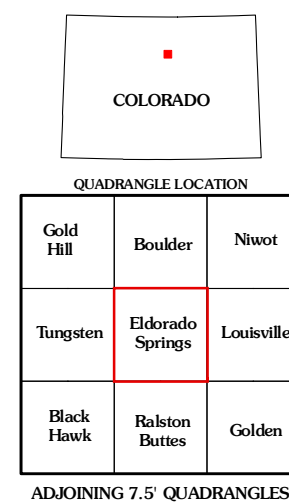 COLORADO
QUADRANGLE LOCATION
Gold
Hill
Boulder
Niwot
Tungsten
Eldorado
Springs
Louisville
Black
Hawk
Ralston
Buttes
Golden
ADJOINING 7.5' QUADRANGLES